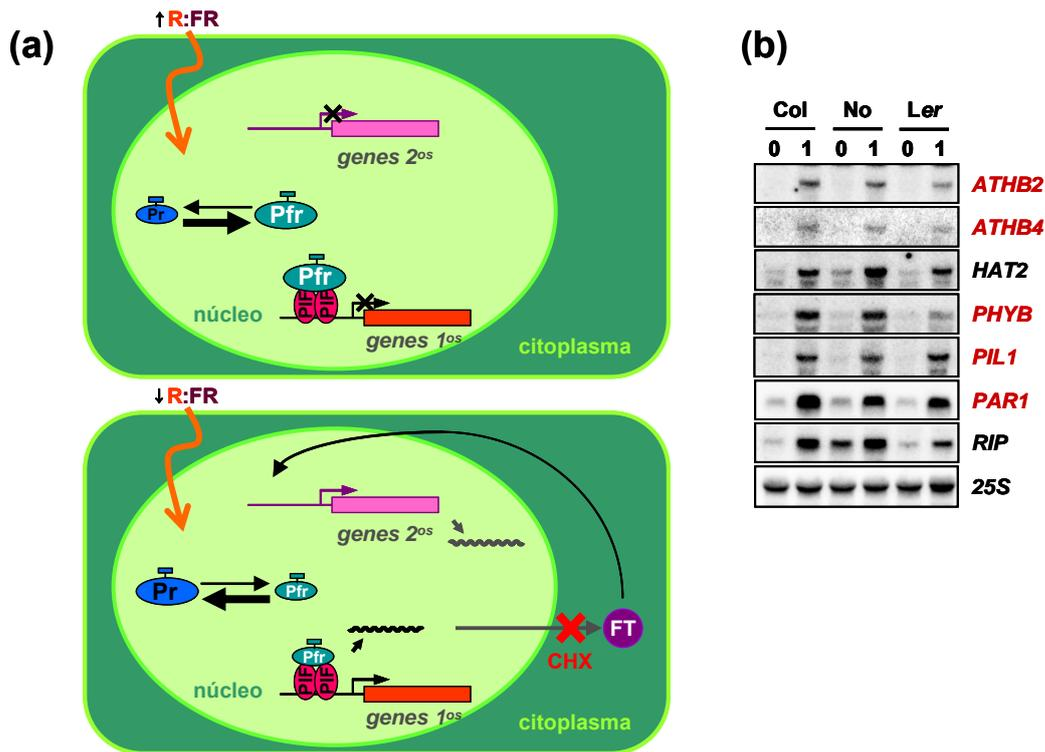 (a)
↑R:FR
genes 2os
Pr
Pfr
Pfr
PIF PIF
núcleo
genes 1os
citoplasma
↓R:FR
genes 2os
Pr
Pfr
FT
CHX
Pfr
PIF PIF
núcleo
genes 1os
citoplasma
(b)
Col No Ler
0 1 0 1 0 1
ATHB2
ATHB4
HAT2
PHYB
PIL1
PAR1
RIP
25S